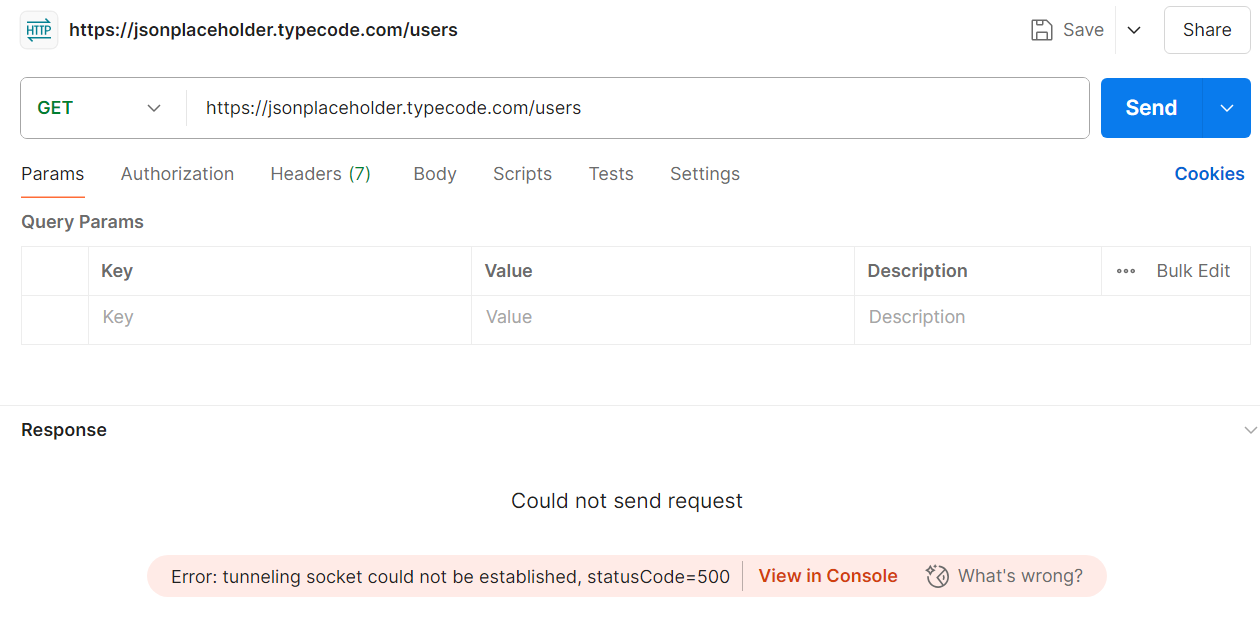 HTTP https://jsonplaceholder.typecode.com/users Save Share
GET https://jsonplaceholder.typecode.com/users Send
Params Authorization Headers (7) Body Scripts Tests Settings Cookies
Query Params
Key Value Description ••• Bulk Edit
Key Value Description
Response
Could not send request
Error: tunneling socket could not be established, statusCode=500 View in Console What's wrong?